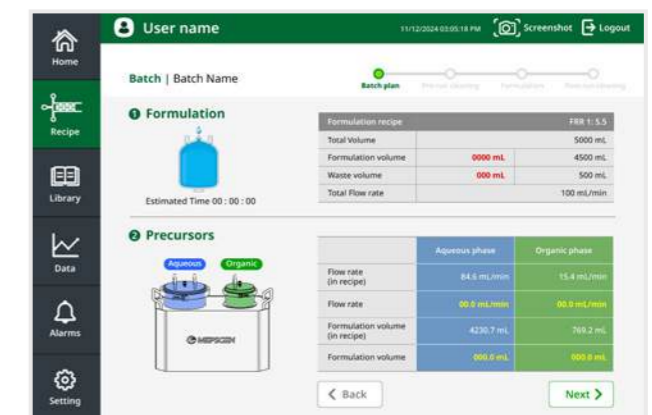 User name
11/12/2024 03:05:18 PM
Screenshot
Logout
Home
Recipe
Library
Data
Alarms
Setting
Batch | Batch Name
Batch plan
Formulation
1 Formulation
Estimated Time 00 : 00 : 00
Formulation recipe FRR 1: 5.5
Total Volume 5000 mL
Formulation volume 0000 mL 4500 mL
Waste volume 000 mL 500 mL
Total Flow rate 100 mL/min
2 Precursors
Aqueous Organic
MEPSGEN
Aqueous phase Organic phase
Flow rate
(in recipe) 84.6 mL/min 15.4 mL/min
Flow rate 00.0 mL/min 00.0 mL/min
Formulation volume
(in recipe) 4230.7 mL 769.2 mL
Formulation volume 000.0 mL 000.0 mL
Back
Next